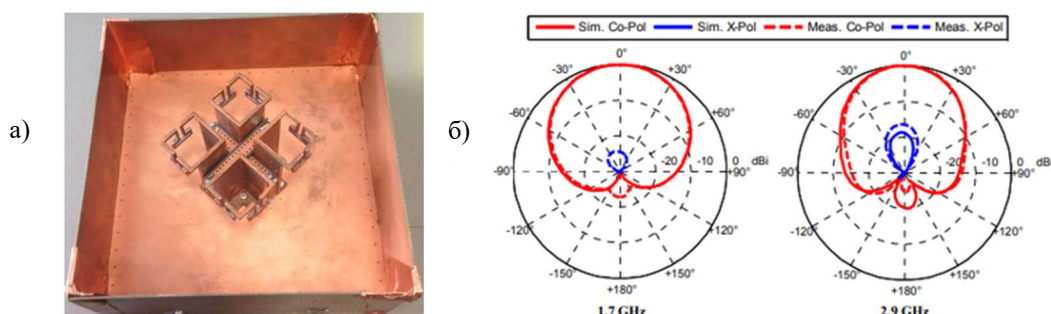 а)
б)
Sim. Co-Pol Sim. X-Pol Meas. Co-Pol Meas. X-Pol
0° 0°
-30° +30° -30° +30°
-60° +60° -60° +60°
-20 -10 0 dBi -20 -10 0 dBi
-90° +90° -90° +90°
-120° +120° -120° +120°
-150° +150° -150° +150°
+180° +180°
1.7 GHz 2.9 GHz